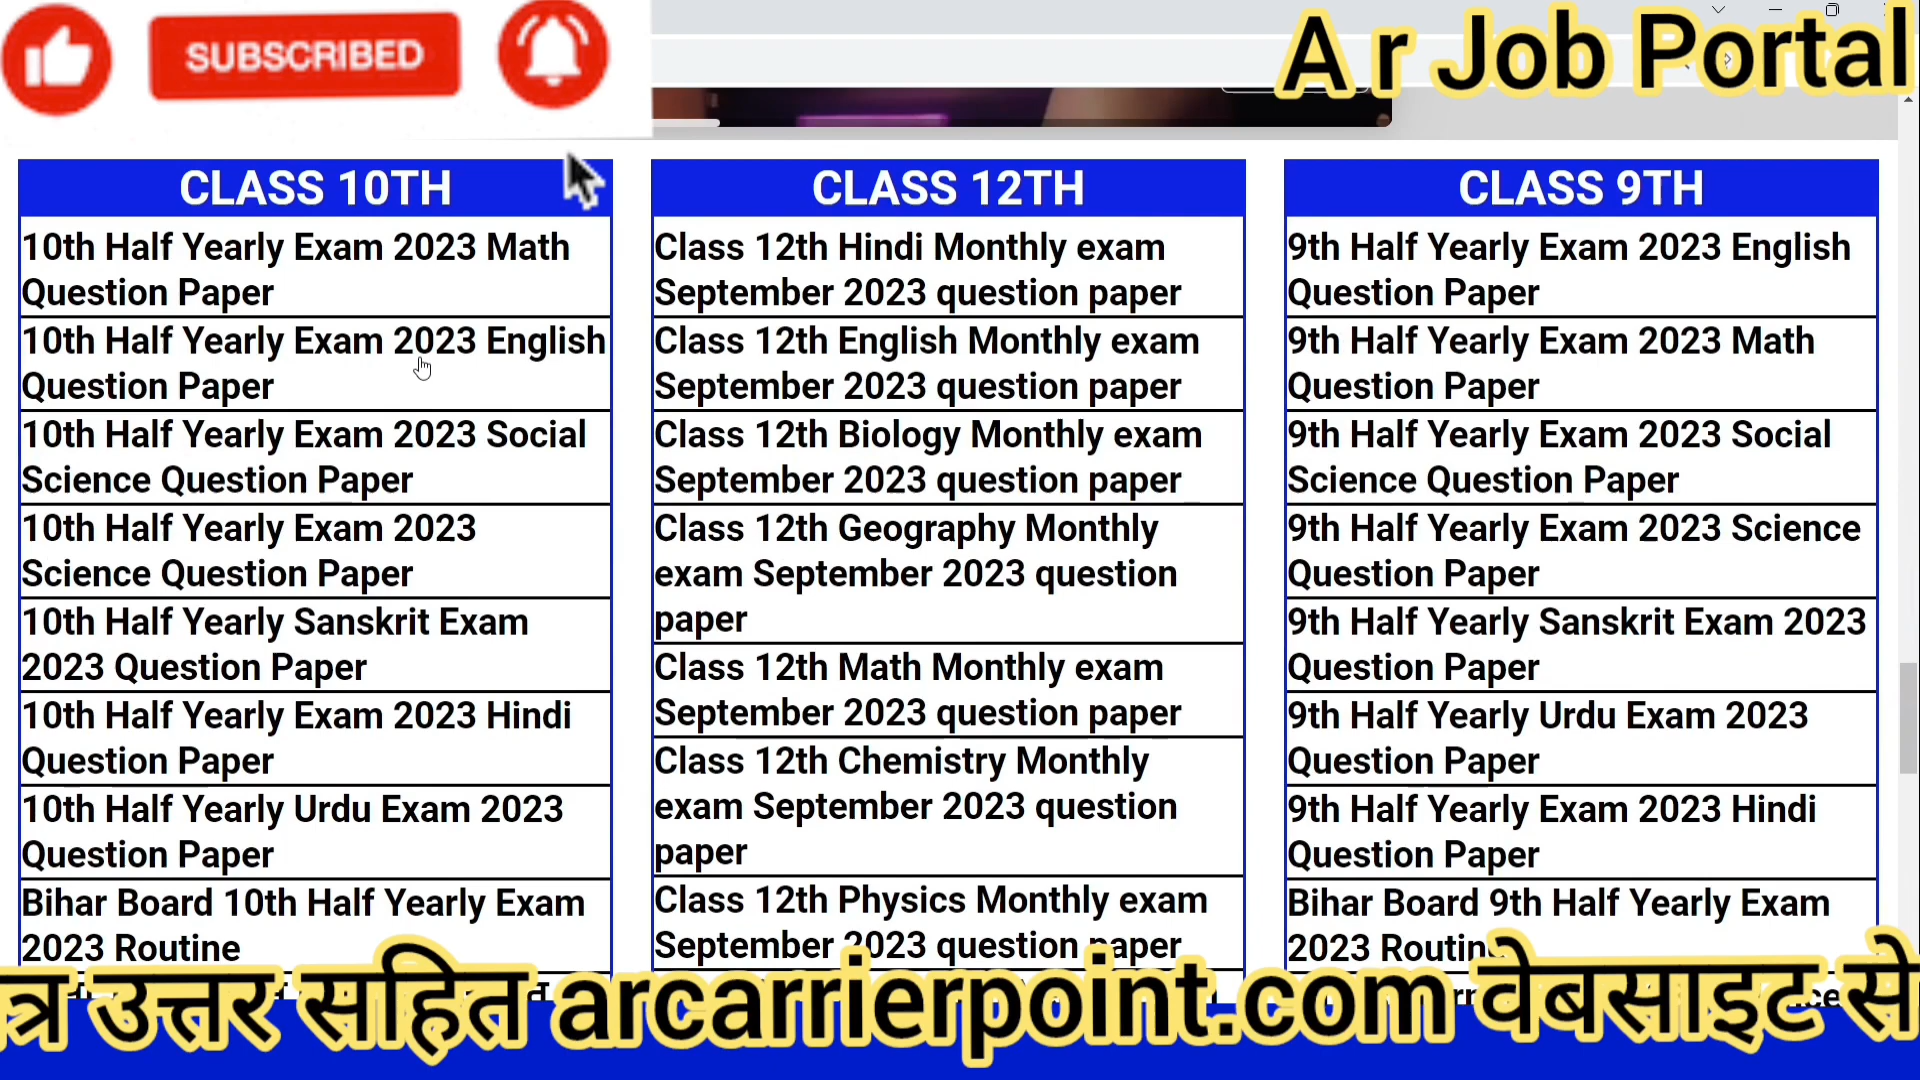 SUBSCRIBED
A r Job Portal
CLASS 10TH
10th Half Yearly Exam 2023 Math
Question Paper
10th Half Yearly Exam 2023 English
Question Paper
10th Half Yearly Exam 2023 Social
Science Question Paper
10th Half Yearly Exam 2023
Science Question Paper
10th Half Yearly Sanskrit Exam
2023 Question Paper
10th Half Yearly Exam 2023 Hindi
Question Paper
10th Half Yearly Urdu Exam 2023
Question Paper
Bihar Board 10th Half Yearly Exam
2023 Routine
CLASS 12TH
Class 12th Hindi Monthly exam
September 2023 question paper
Class 12th English Monthly exam
September 2023 question paper
Class 12th Biology Monthly exam
September 2023 question paper
Class 12th Geography Monthly
exam September 2023 question
paper
Class 12th Math Monthly exam
September 2023 question paper
Class 12th Chemistry Monthly
exam September 2023 question
paper
Class 12th Physics Monthly exam
September 2023 question paper
CLASS 9TH
9th Half Yearly Exam 2023 English
Question Paper
9th Half Yearly Exam 2023 Math
Question Paper
9th Half Yearly Exam 2023 Social
Science Question Paper
9th Half Yearly Exam 2023 Science
Question Paper
9th Half Yearly Sanskrit Exam 2023
Question Paper
9th Half Yearly Urdu Exam 2023
Question Paper
9th Half Yearly Exam 2023 Hindi
Question Paper
Bihar Board 9th Half Yearly Exam
2023 Routine
त्र उत्तर सहित arcarrierpoint.com वेबसाइट से